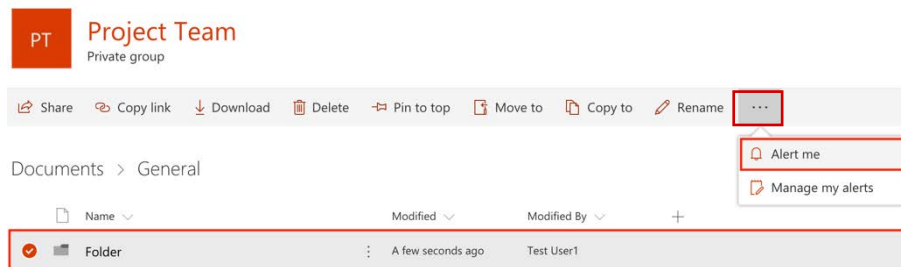 PT
Project Team
Private group
Share Copy link Download Delete Pin to top Move to Copy to Rename ...
Alert me
Manage my alerts
Documents > General
Name Modified Modified By +
Folder A few seconds ago Test User1